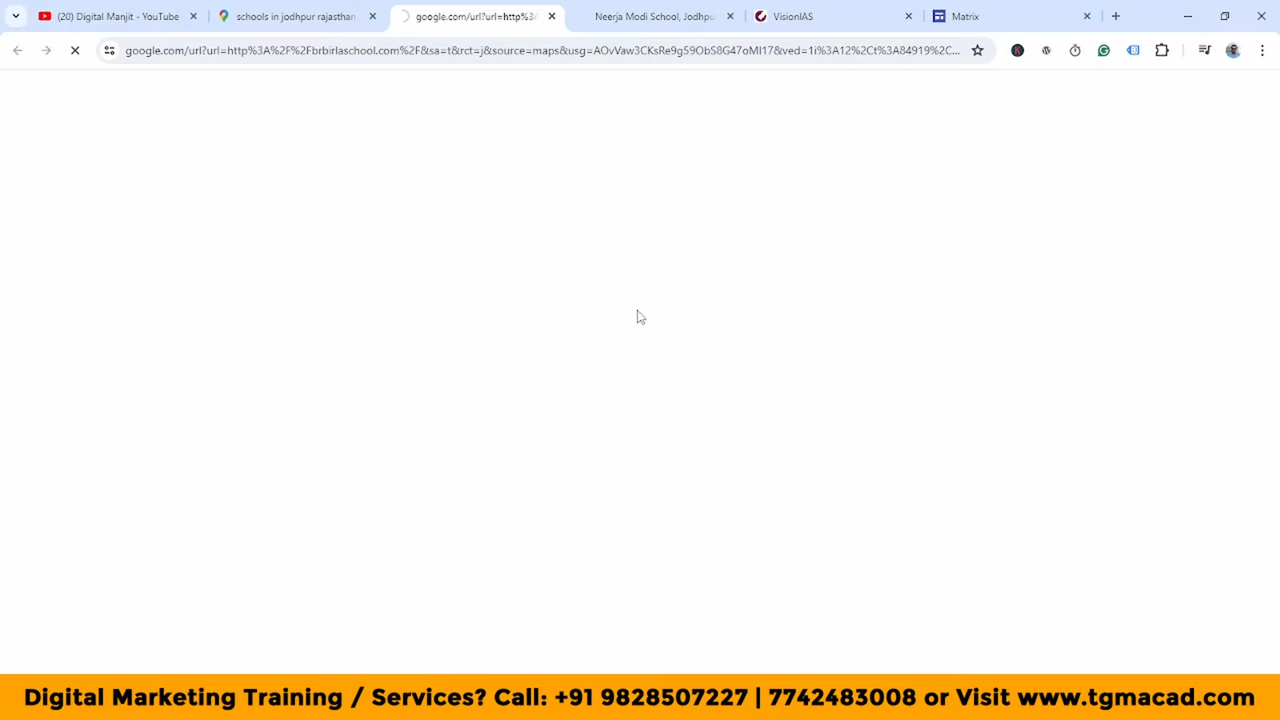 (20) Digital Manjit - YouTube
schools in jodhpur rajasthan
google.com/url?url=http%3A
Neerja Modi School, Jodhpu
VisionIAS
Matrix
google.com/url?url=http%3A%2F%2Fbrbirlaschool.com%2F&sa=t&rct=j&source=maps&usg=AOvVaw3CKsRe9g59ObS8G47oMI17&ved=1i%3A12%2Ct%3A84919%2C...
Digital Marketing Training / Services? Call: +91 9828507227 | 7742483008 or Visit www.tgmacad.com